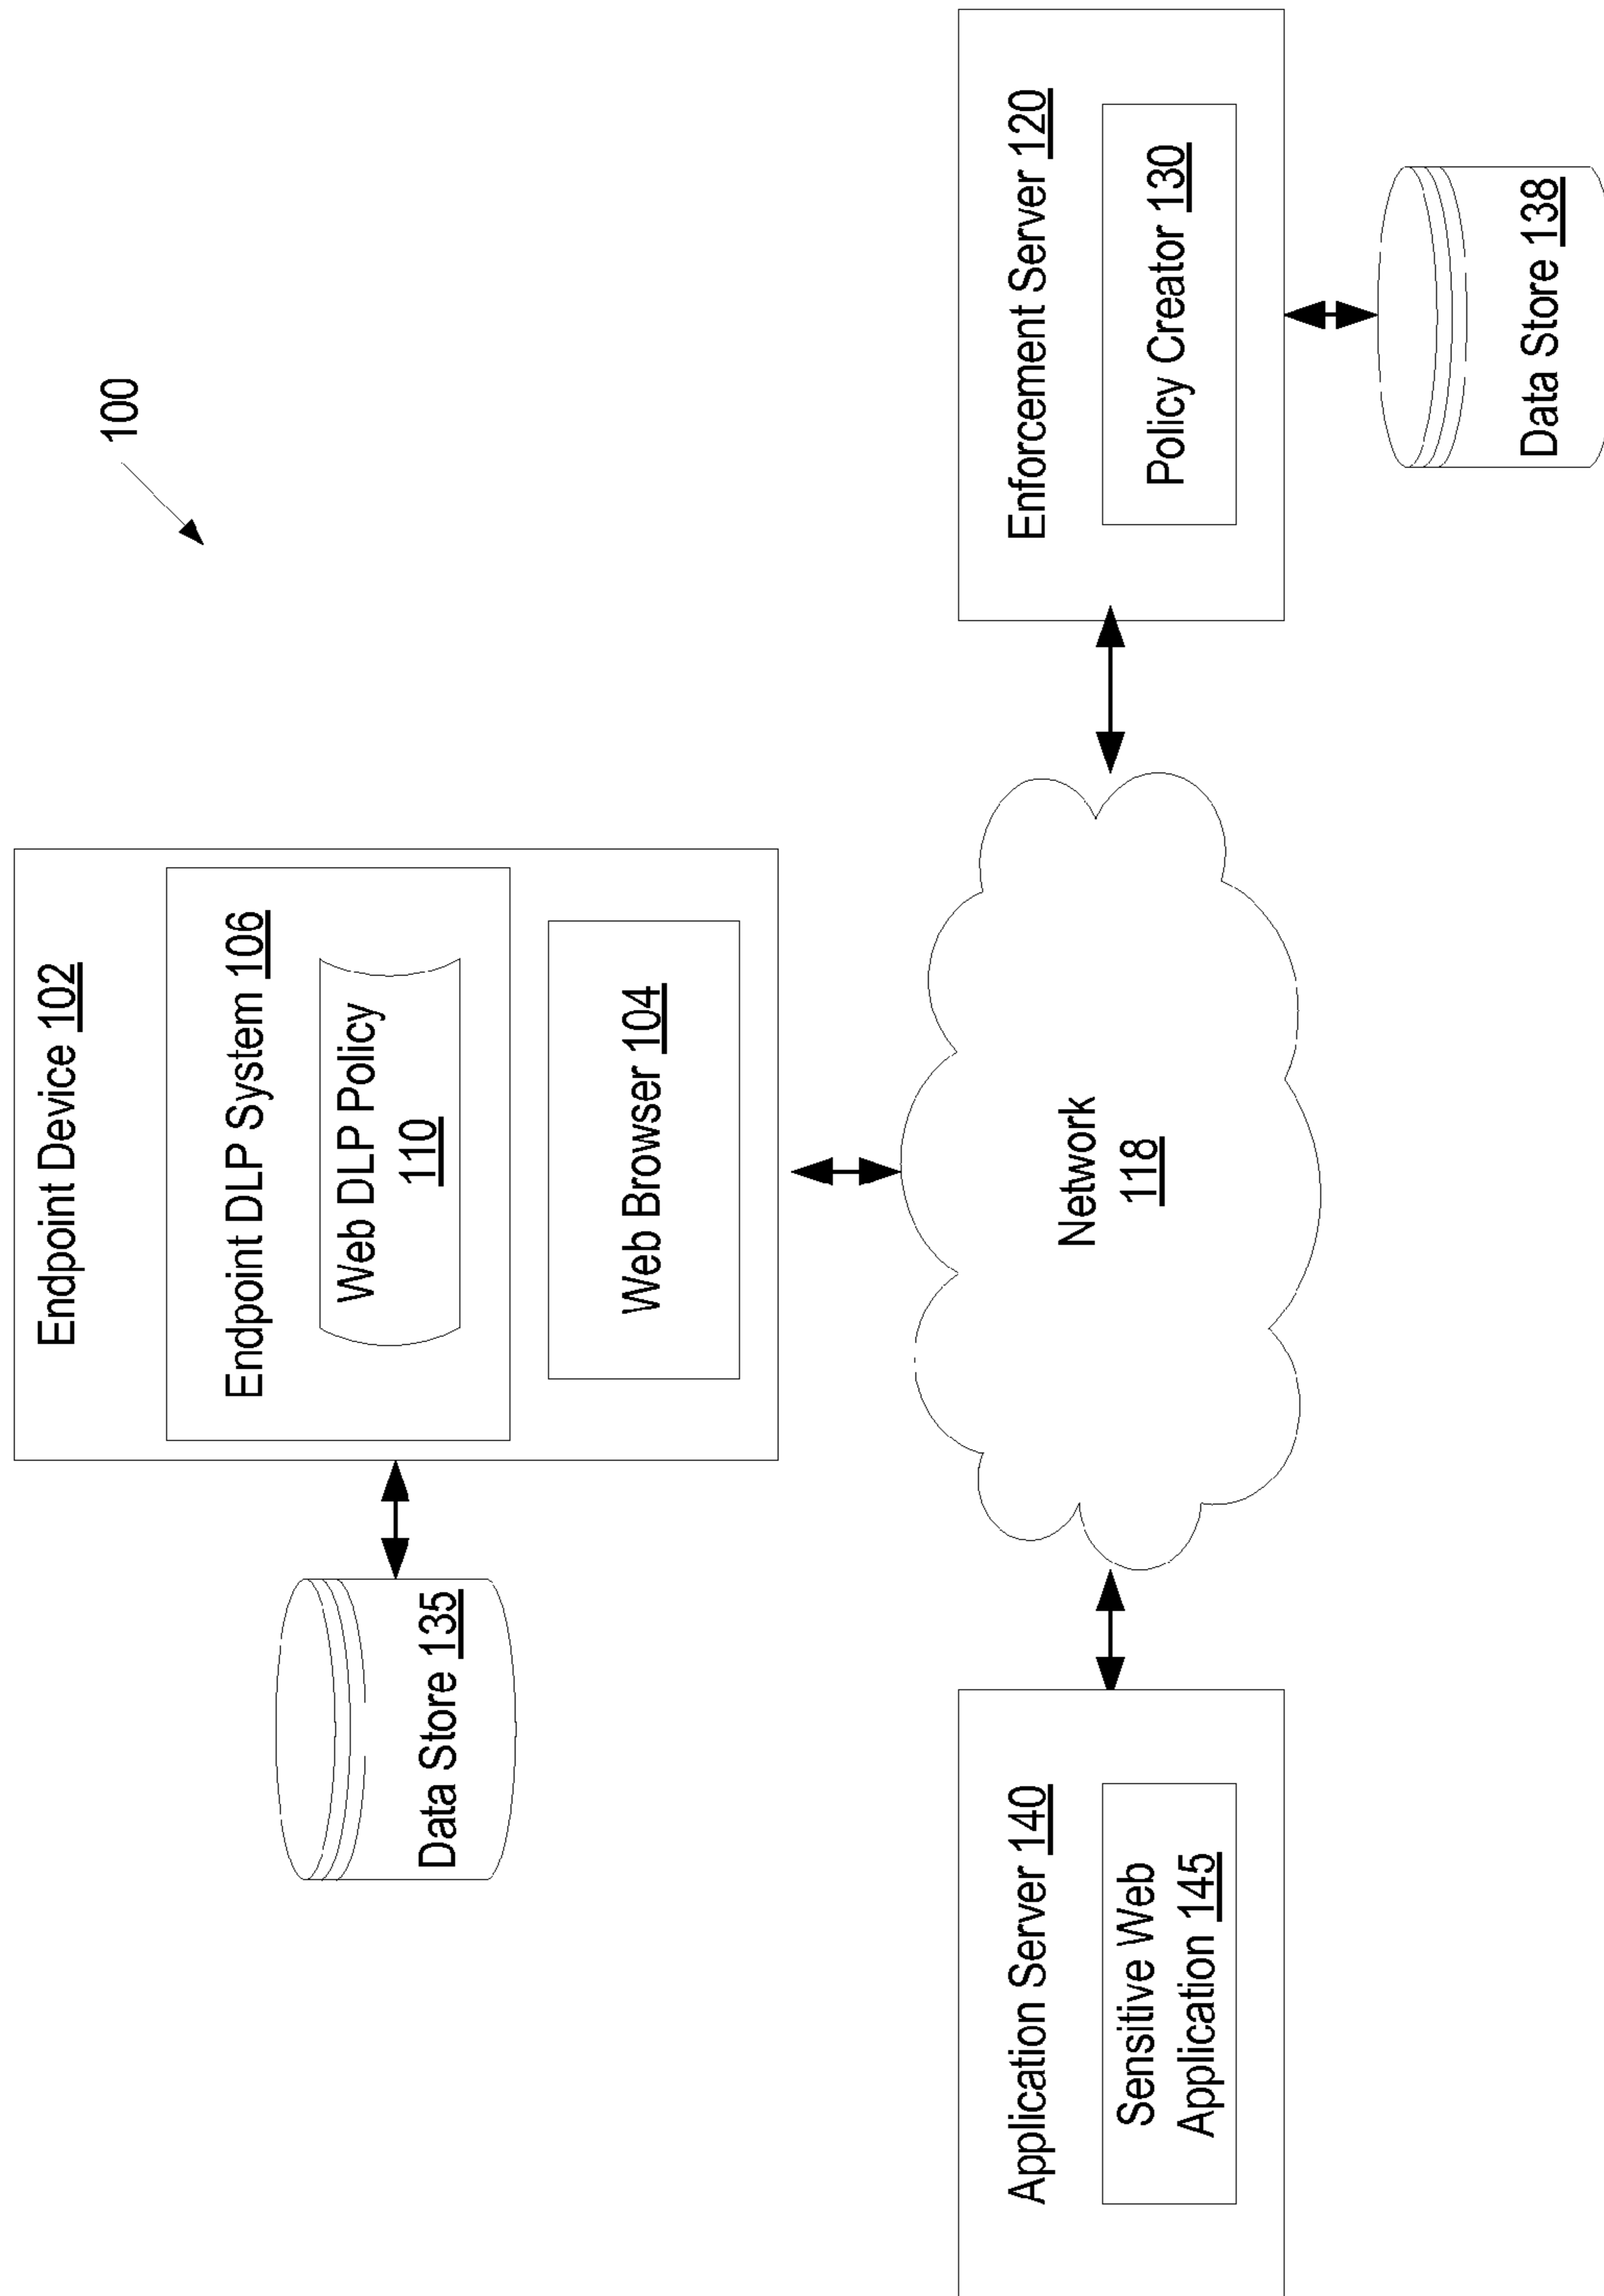 100
Endpoint Device 102
Endpoint DLP System 106
Web DLP Policy
110
Web Browser 104
Data Store 135
Network
118
Application Server 140
Sensitive Web
Application 145
Enforcement Server 120
Policy Creator 130
Data Store 138